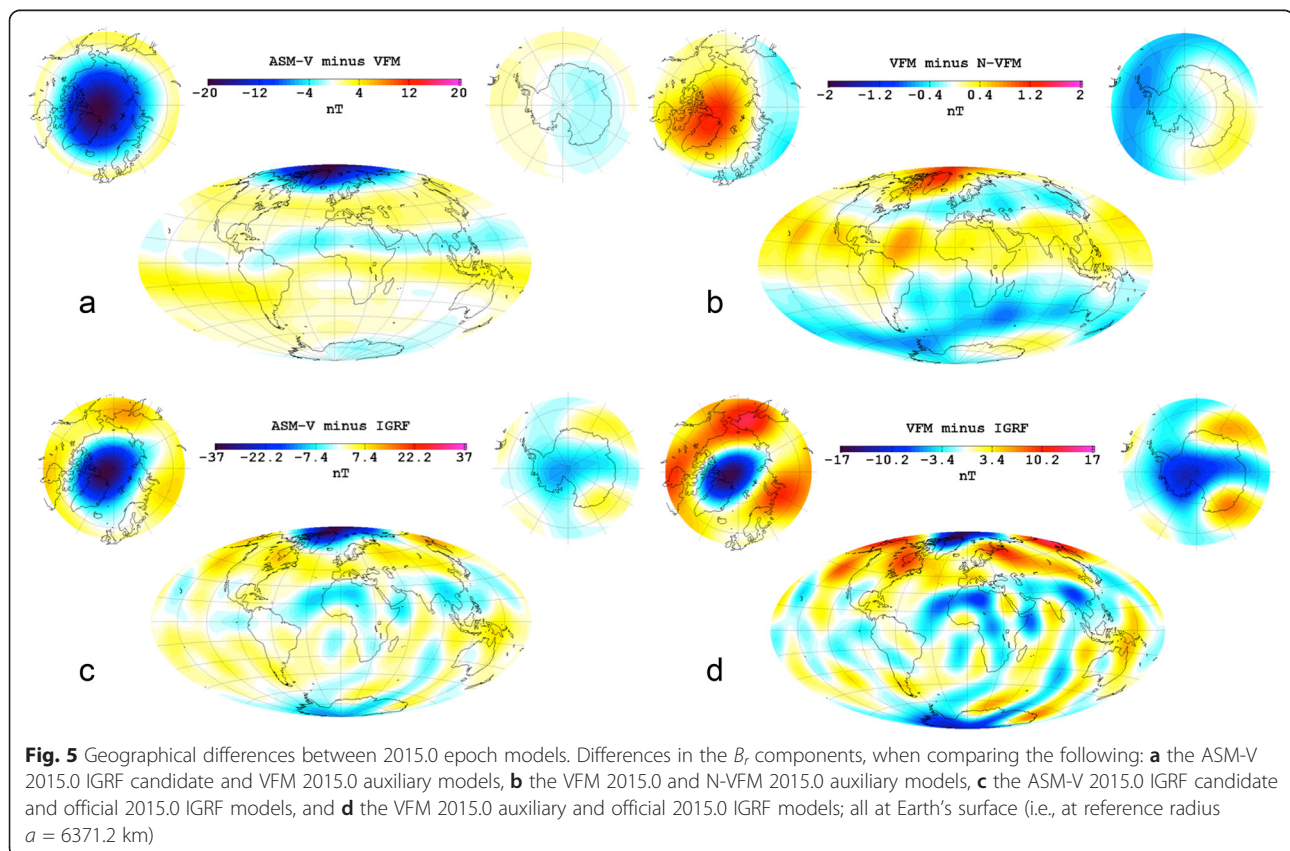 ASM-V minus VFM
-20 -12 -4 4 12 20
nT
VFM minus N-VFM
-2 -1.2 -0.4 0.4 1.2 2
nT
a
b
ASM-V minus IGRF
-37 -22.2 -7.4 7.4 22.2 37
nT
VFM minus IGRF
-17 -10.2 -3.4 3.4 10.2 17
nT
c
d
Fig. 5 Geographical differences between 2015.0 epoch models. Differences in the Br components, when comparing the following: a the ASM-V
2015.0 IGRF candidate and VFM 2015.0 auxiliary models, b the VFM 2015.0 and N-VFM 2015.0 auxiliary models, c the ASM-V 2015.0 IGRF candidate
and official 2015.0 IGRF models, and d the VFM 2015.0 auxiliary and official 2015.0 IGRF models; all at Earth's surface (i.e., at reference radius
a = 6371.2 km)